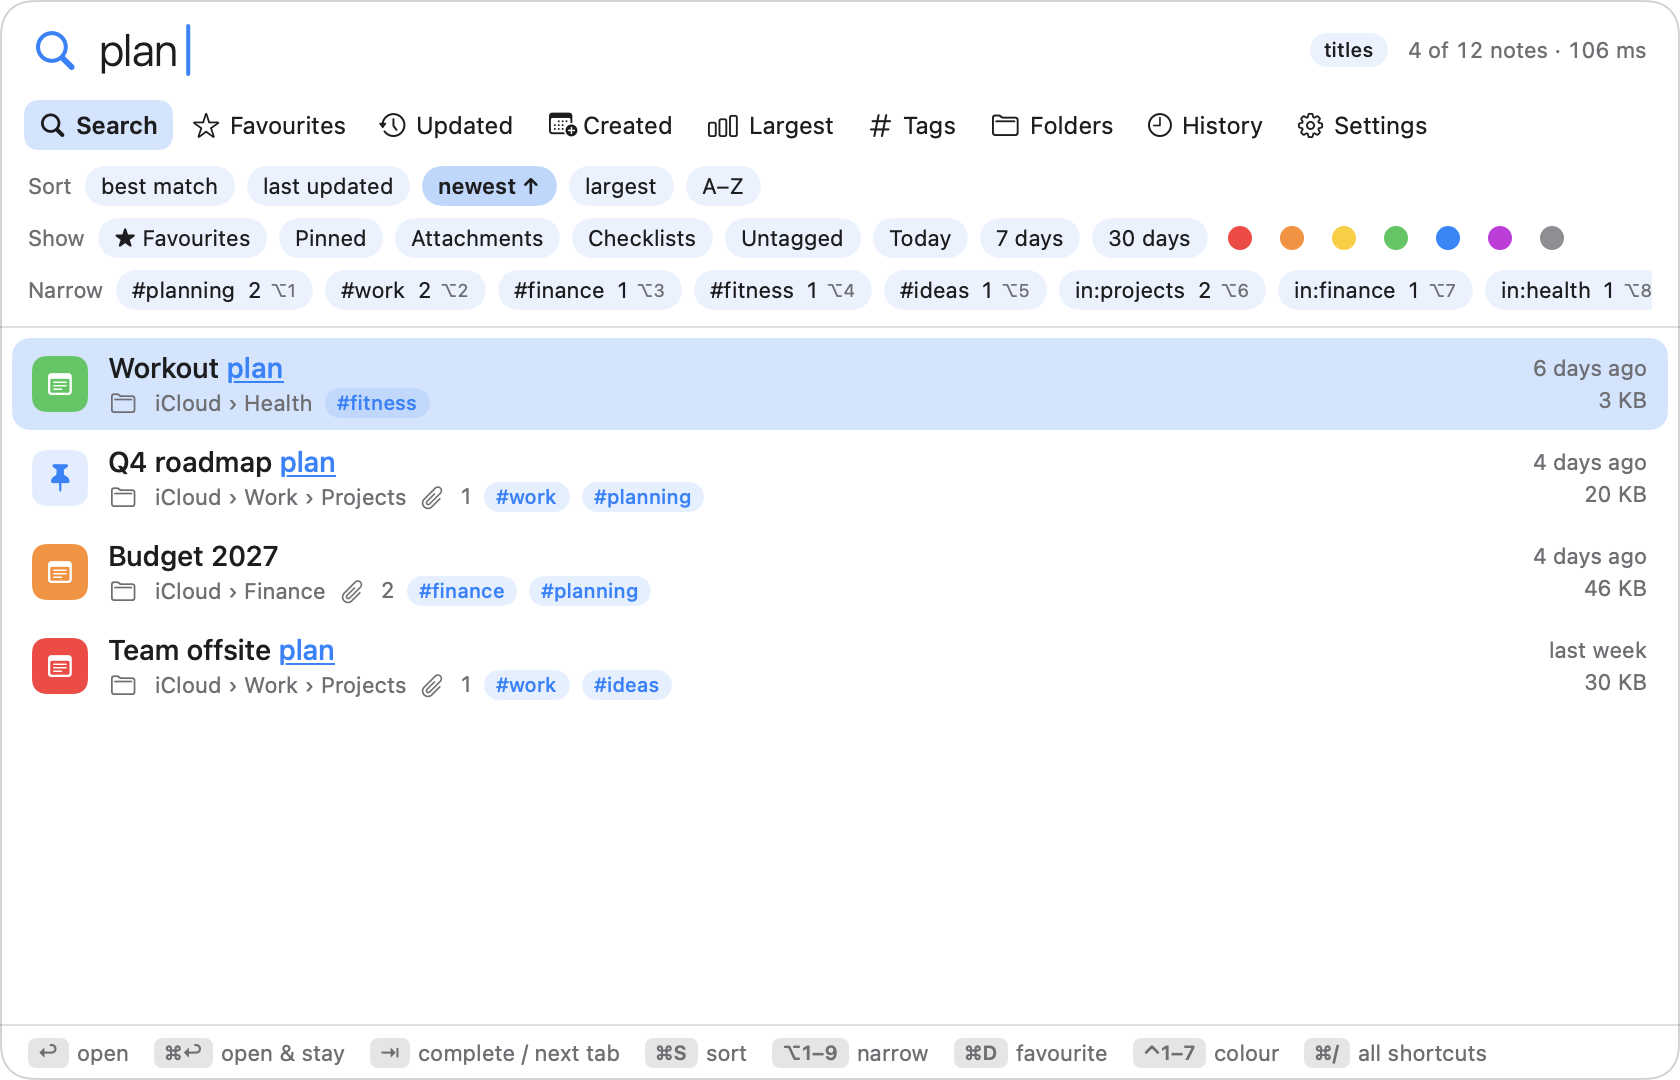 plan
titles 4 of 12 notes · 106 ms
Search Favourites Updated Created Largest # Tags Folders History Settings
Sort best match last updated newest ↑ largest A–Z
Show ★ Favourites Pinned Attachments Checklists Untagged Today 7 days 30 days
Narrow #planning 2 ⌥1 #work 2 ⌥2 #finance 1 ⌥3 #fitness 1 ⌥4 #ideas 1 ⌥5 in:projects 2 ⌥6 in:finance 1 ⌥7 in:health 1 ⌥8
Workout plan 6 days ago
iCloud › Health #fitness 3 KB
Q4 roadmap plan 4 days ago
iCloud › Work › Projects 1 #work #planning 20 KB
Budget 2027 4 days ago
iCloud › Finance 2 #finance #planning 46 KB
Team offsite plan last week
iCloud › Work › Projects 1 #work #ideas 30 KB
↩ open ⌘↩ open & stay ⇥ complete / next tab ⌘S sort ⌥1–9 narrow ⌘D favourite ^1–7 colour ⌘/ all shortcuts